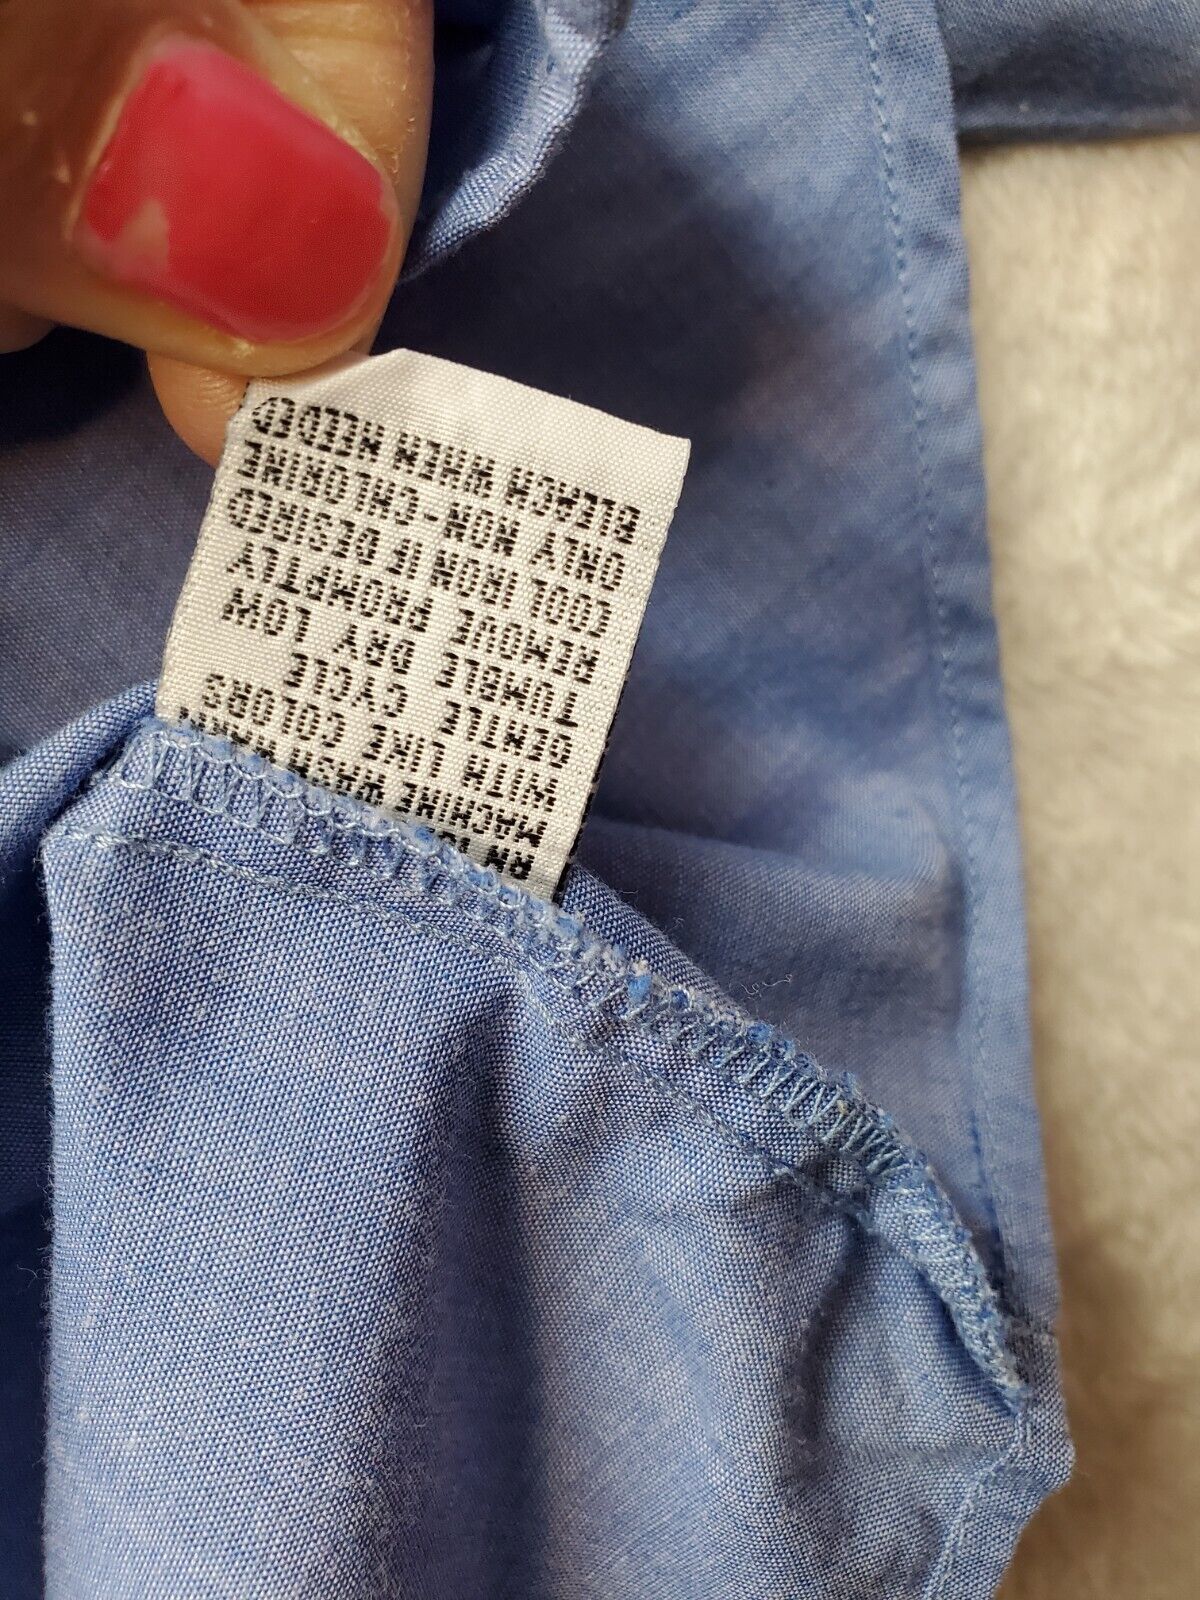 RN
MACHINE WASH WARM
WITH LIKE COLORS
GENTLE CYCLE
TUMBLE DRY LOW
REMOVE PROMPTLY
COOL IRON IF DESIRED
ONLY NON-CHLORINE
BLEACH WHEN NEEDED